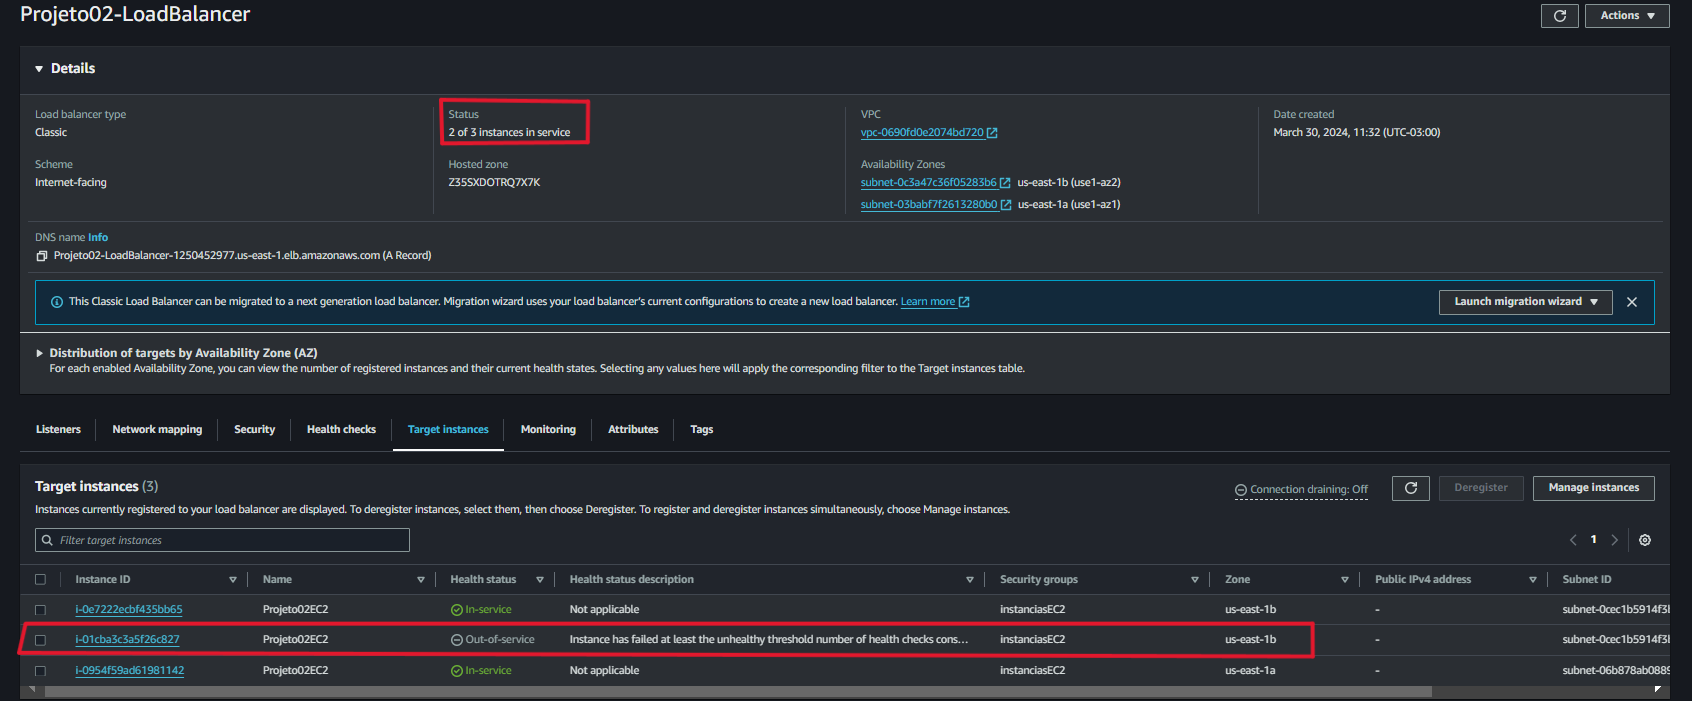 Projeto02-LoadBalancer
Actions
Details
Load balancer type
Classic
Status
2 of 3 instances in service
VPC
vpc-0690fd0e2074bd720
Date created
March 30, 2024, 11:32 (UTC-03:00)
Scheme
Internet-facing
Hosted zone
Z35SXDOTRQ7X7K
Availability Zones
subnet-0c3a47c36f05283b6 us-east-1b (use1-az2)
subnet-03babf7f2613280b0 us-east-1a (use1-az1)
DNS name Info
Projeto02-LoadBalancer-1250452977.us-east-1.elb.amazonaws.com (A Record)
This Classic Load Balancer can be migrated to a next generation load balancer. Migration wizard uses your load balancer's current configurations to create a new load balancer. Learn more
Launch migration wizard
Distribution of targets by Availability Zone (AZ)
For each enabled Availability Zone, you can view the number of registered instances and their current health states. Selecting any values here will apply the corresponding filter to the Target instances table.
Listeners Network mapping Security Health checks Target instances Monitoring Attributes Tags
Target instances (3)
Connection draining: Off Deregister Manage instances
Instances currently registered to your load balancer are displayed. To deregister instances, select them, then choose Deregister. To register and deregister instances simultaneously, choose Manage instances.
Filter target instances
1
Instance ID Name Health status Health status description Security groups Zone Public IPv4 address Subnet ID
i-0e7222ecbf435bb65 Projeto02EC2 In-service Not applicable instanciasEC2 us-east-1b - subnet-0cec1b5914f3
i-01cba3c3a5f26c827 Projeto02EC2 Out-of-service Instance has failed at least the unhealthy threshold number of health checks cons... instanciasEC2 us-east-1b - subnet-0cec1b5914f3
i-0954f59ad61981142 Projeto02EC2 In-service Not applicable instanciasEC2 us-east-1a - subnet-06b878ab088